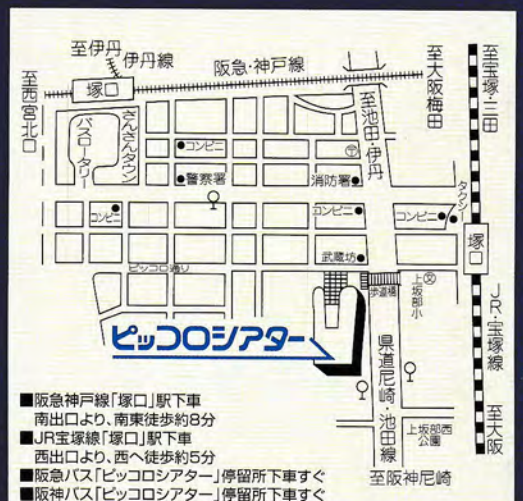 至伊丹
伊丹線
阪急・神戸線
至西宮北口
塚口
至大阪梅田
至宝塚・三田
バスロータリー
さんさんタウン
コンビニ
至池田・伊丹
警察署
消防署
タクシー
コンビニ
コンビニ
コンビニ
塚口
武蔵坊
ピッコロ通り
歩道橋
上坂部小
文
JR・宝塚線
ピッコロシアター
県道尼崎・池田線
上坂部西公園
至大阪
至阪神尼崎
■阪急神戸線「塚口」駅下車
南出口より、南東徒歩約8分
■JR宝塚線「塚口」駅下車
西出口より、西へ徒歩約5分
■阪急バス「ピッコロシアター」停留所下車すぐ
■阪神バス「ピッコロシアター」停留所下車すぐ